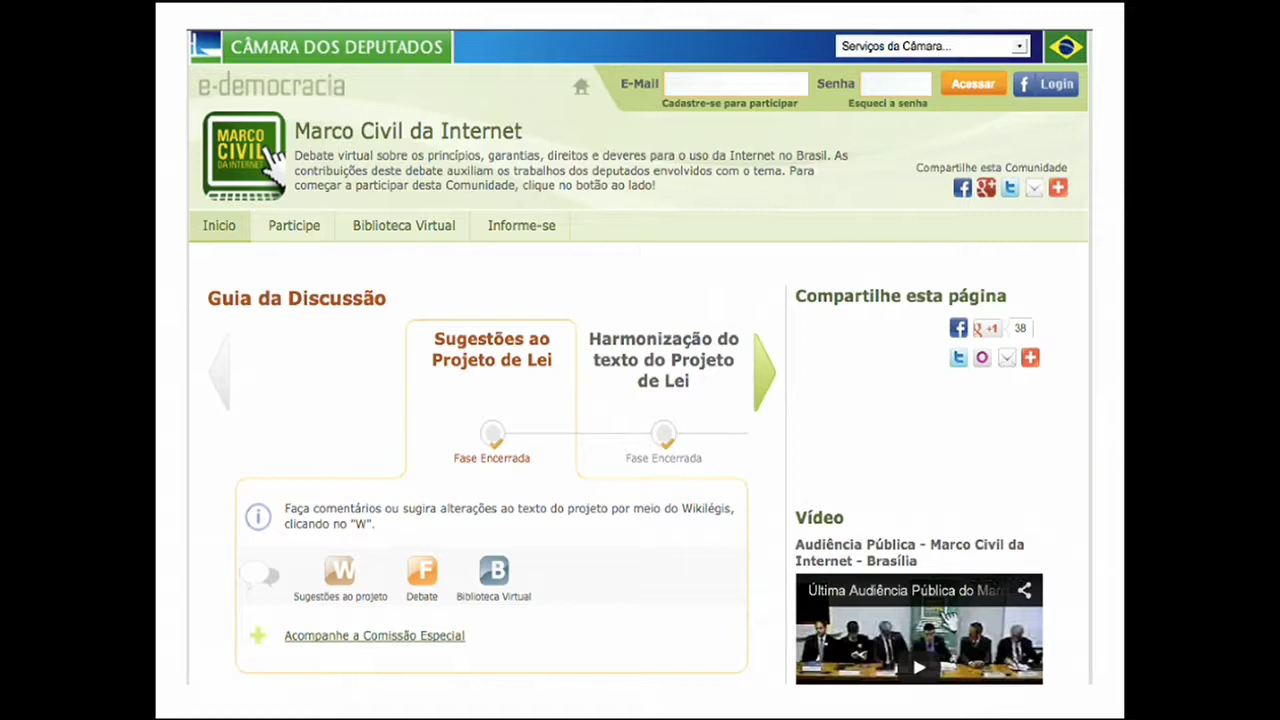 CÂMARA DOS DEPUTADOS
Serviços da Câmara...
e-democracia
E-Mail
Senha
Acessar
f Login
Cadastre-se para participar
Esqueci a senha
MARCO
CIVIL
DA INTERNET
Marco Civil da Internet
Debate virtual sobre os princípios, garantias, direitos e deveres para o uso da Internet no Brasil. As
contribuições deste debate auxiliam os trabalhos dos deputados envolvidos com o tema. Para
começar a participar desta Comunidade, clique no botão ao lado!
Compartilhe esta Comunidade
Inicio
Participe
Biblioteca Virtual
Informe-se
Guia da Discussão
Sugestões ao
Projeto de Lei
Fase Encerrada
Harmonização do
texto do Projeto
de Lei
Fase Encerrada
Faça comentários ou sugira alterações ao texto do projeto por meio do Wikilégis,
clicando no "W".
W
F
B
Sugestões ao projeto
Debate
Biblioteca Virtual
Acompanhe a Comissão Especial
Compartilhe esta página
+1
38
Vídeo
Audiência Pública - Marco Civil da
Internet - Brasília
Última Audiência Pública do Mar